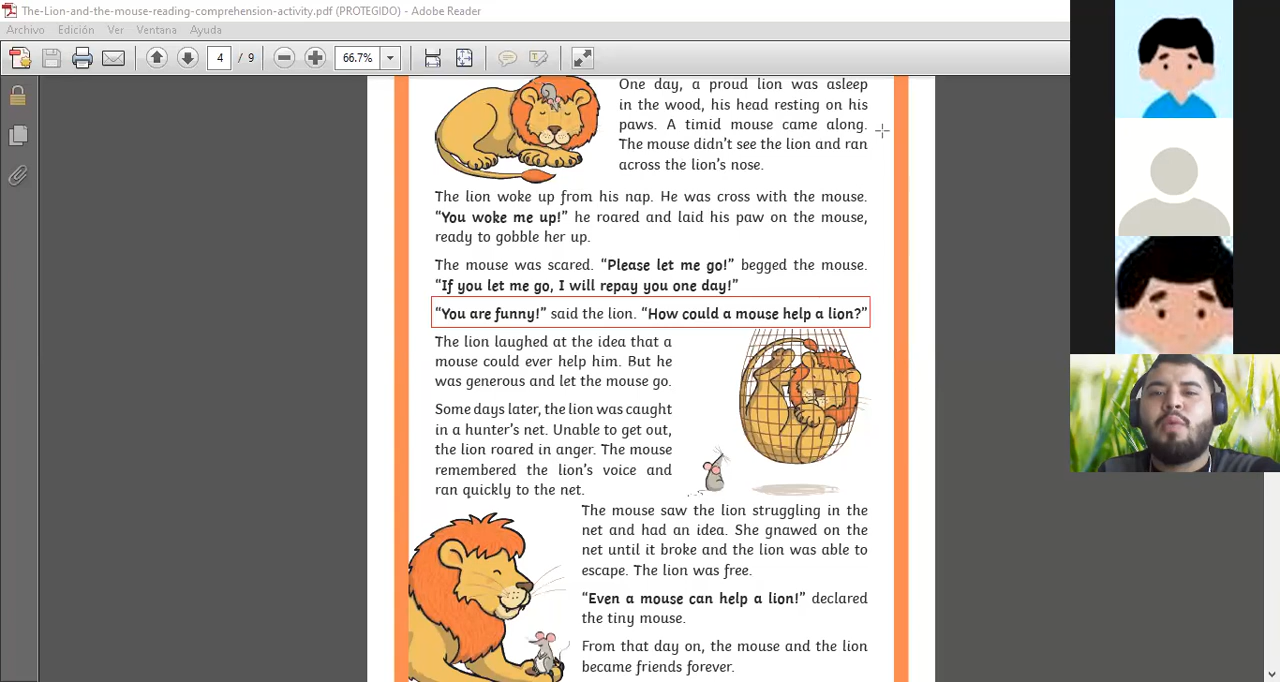 The-Lion-and-the-mouse-reading-comprehension-activity.pdf (PROTEGIDO) - Adobe Reader
Archivo Edición Ver Ventana Ayuda
4 / 9 66.7%
One day, a proud lion was asleep
in the wood, his head resting on his
paws. A timid mouse came along.
The mouse didn't see the lion and ran
across the lion's nose.
The lion woke up from his nap. He was cross with the mouse.
“You woke me up!” he roared and laid his paw on the mouse,
ready to gobble her up.
The mouse was scared. “Please let me go!” begged the mouse.
“If you let me go, I will repay you one day!”
“You are funny!” said the lion. “How could a mouse help a lion?”
The lion laughed at the idea that a
mouse could ever help him. But he
was generous and let the mouse go.
Some days later, the lion was caught
in a hunter's net. Unable to get out,
the lion roared in anger. The mouse
remembered the lion's voice and
ran quickly to the net.
The mouse saw the lion struggling in the
net and had an idea. She gnawed on the
net until it broke and the lion was able to
escape. The lion was free.
“Even a mouse can help a lion!” declared
the tiny mouse.
From that day on, the mouse and the lion
became friends forever.